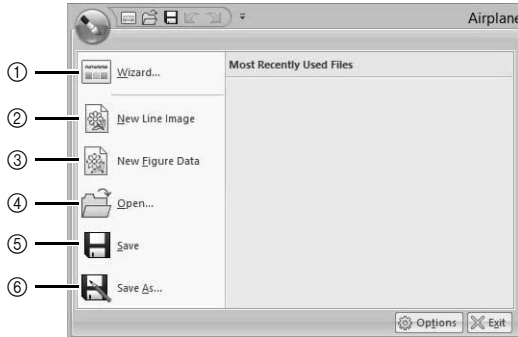 Airplane
① Wizard... Most Recently Used Files
② New Line Image
③ New Figure Data
④ Open...
⑤ Save
⑥ Save As...
Options Exit